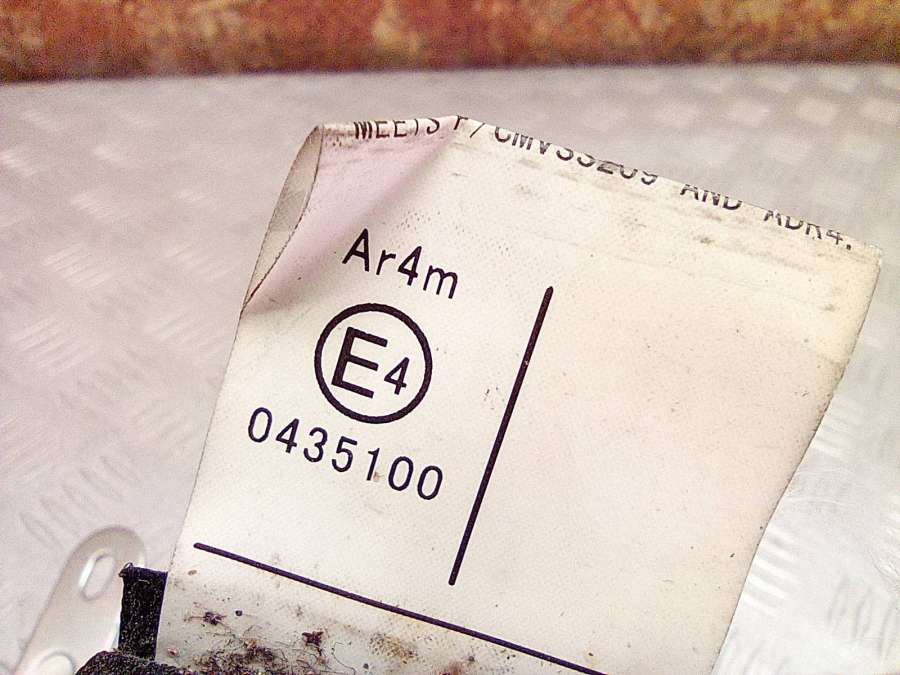 MEETS F/CMVSS209 AND ADR4.
Ar4m
E4
0435100